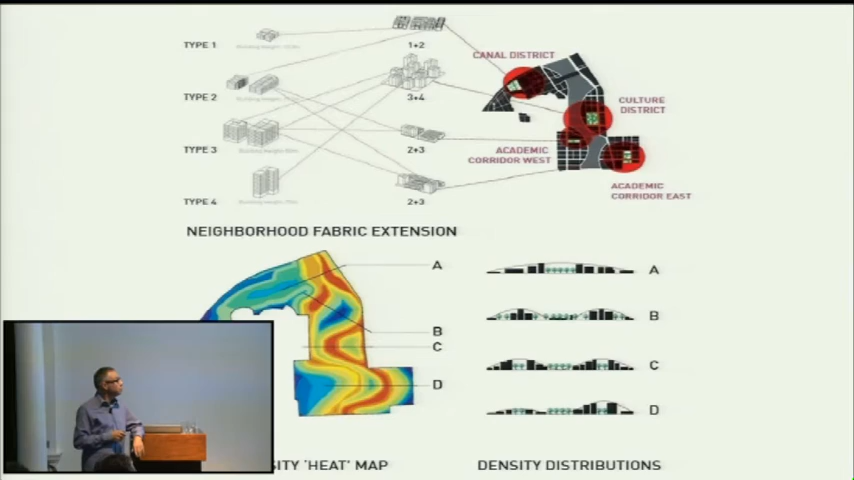 TYPE 1
1+2
CANAL DISTRICT
TYPE 2
3+4
CULTURE
DISTRICT
TYPE 3
2+3
ACADEMIC
CORRIDOR WEST
TYPE 4
2+3
ACADEMIC
CORRIDOR EAST
NEIGHBORHOOD FABRIC EXTENSION
A
B
C
D
A
B
C
D
SITY 'HEAT' MAP
DENSITY DISTRIBUTIONS